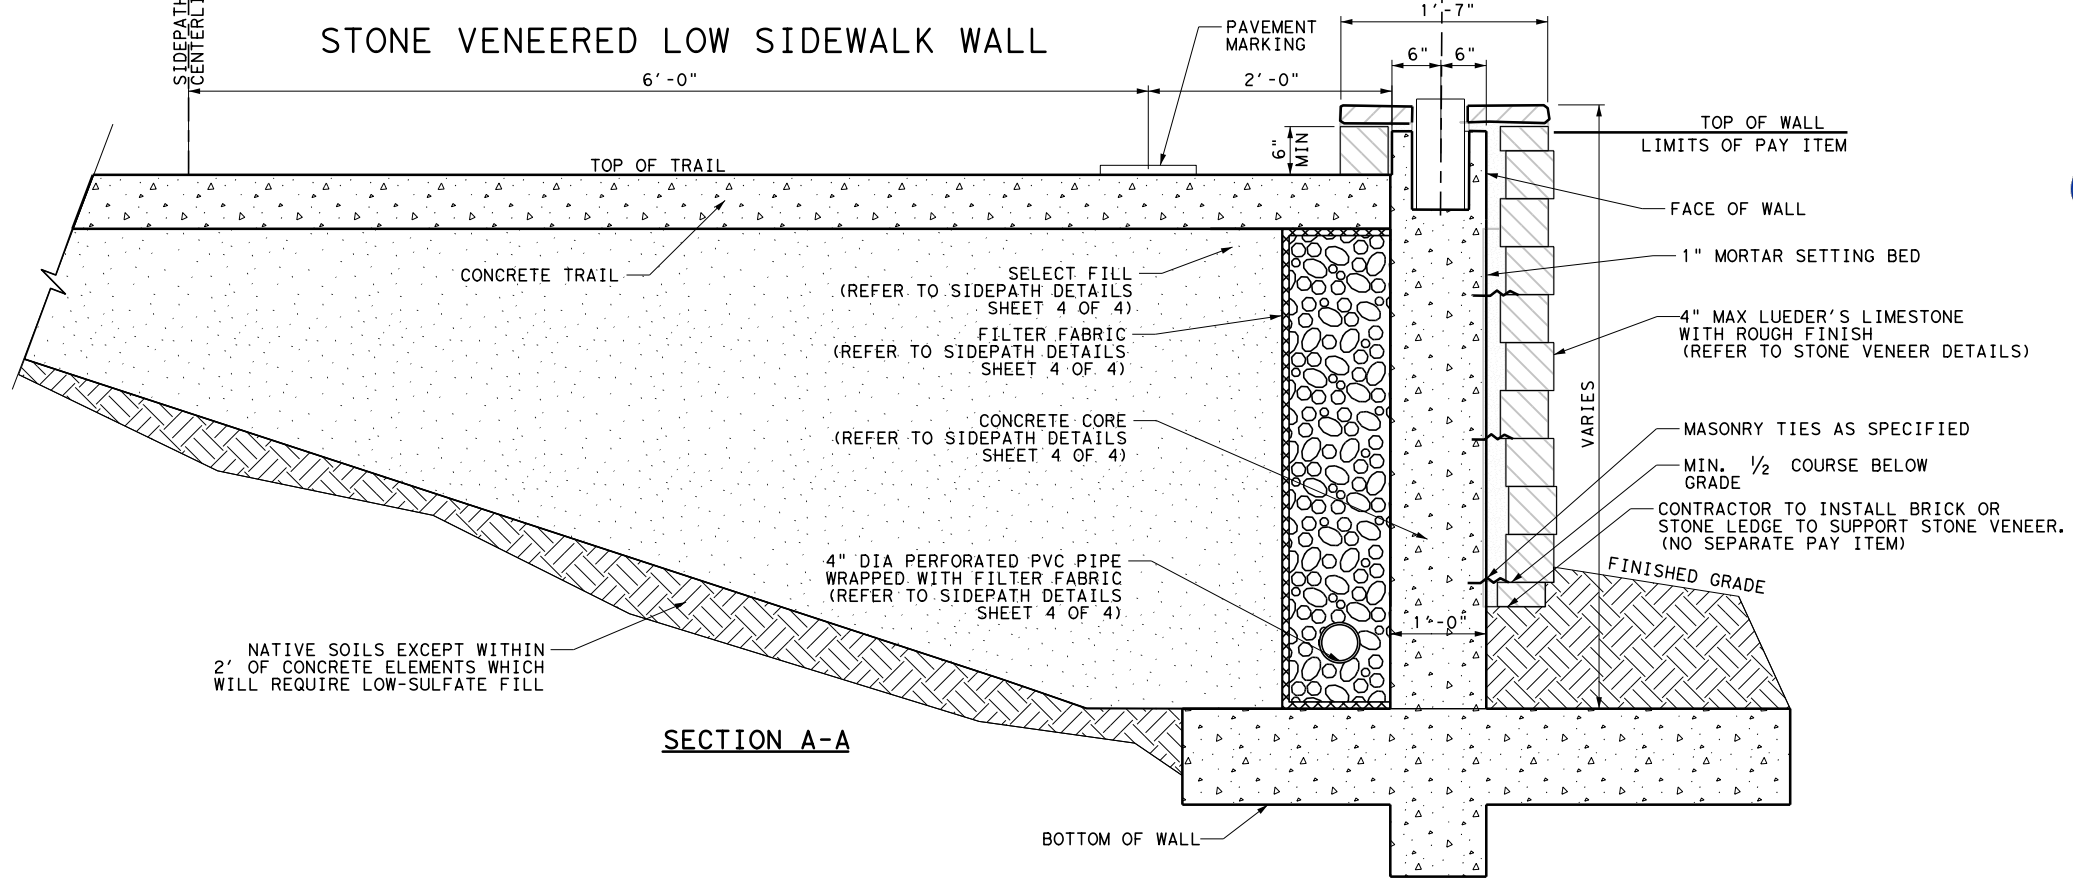 SIDEPATH
CENTERLI
STONE VENEERED LOW SIDEWALK WALL
PAVEMENT
MARKING
1'-7"
6" 6"
6'-0"
2'-0"
6"
MIN
TOP OF WALL
LIMITS OF PAY ITEM
TOP OF TRAIL
FACE OF WALL
CONCRETE TRAIL
SELECT FILL
(REFER TO SIDEPATH DETAILS
SHEET 4 OF 4)
1" MORTAR SETTING BED
FILTER FABRIC
(REFER TO SIDEPATH DETAILS
SHEET 4 OF 4)
4" MAX LUEDER'S LIMESTONE
WITH ROUGH FINISH
(REFER TO STONE VENEER DETAILS)
VARIES
CONCRETE CORE
(REFER TO SIDEPATH DETAILS
SHEET 4 OF 4)
MASONRY TIES AS SPECIFIED
MIN. ½ COURSE BELOW
GRADE
CONTRACTOR TO INSTALL BRICK OR
STONE LEDGE TO SUPPORT STONE VENEER.
(NO SEPARATE PAY ITEM)
4" DIA PERFORATED PVC PIPE
WRAPPED WITH FILTER FABRIC
(REFER TO SIDEPATH DETAILS
SHEET 4 OF 4)
FINISHED GRADE
1'-0"
NATIVE SOILS EXCEPT WITHIN
2' OF CONCRETE ELEMENTS WHICH
WILL REQUIRE LOW-SULFATE FILL
SECTION A-A
BOTTOM OF WALL